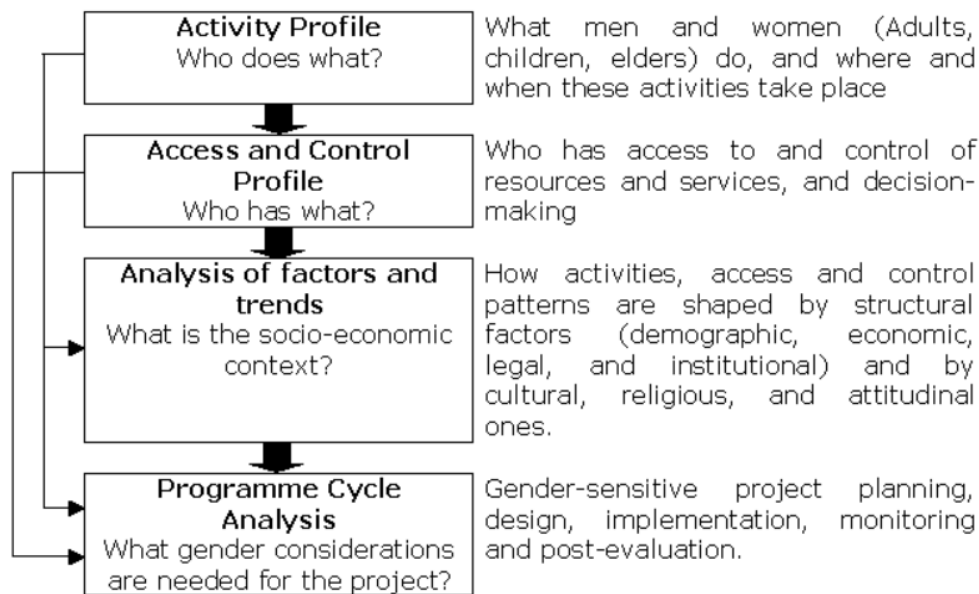 Activity Profile
Who does what?
What men and women (Adults,
children, elders) do, and where and
when these activities take place
Access and Control
Profile
Who has what?
Who has access to and control of
resources and services, and decision-
making
Analysis of factors and
trends
What is the socio-economic
context?
How activities, access and control
patterns are shaped by structural
factors (demographic, economic,
legal, and institutional) and by
cultural, religious, and attitudinal
ones.
Programme Cycle
Analysis
What gender considerations
are needed for the project?
Gender-sensitive project planning,
design, implementation, monitoring
and post-evaluation.